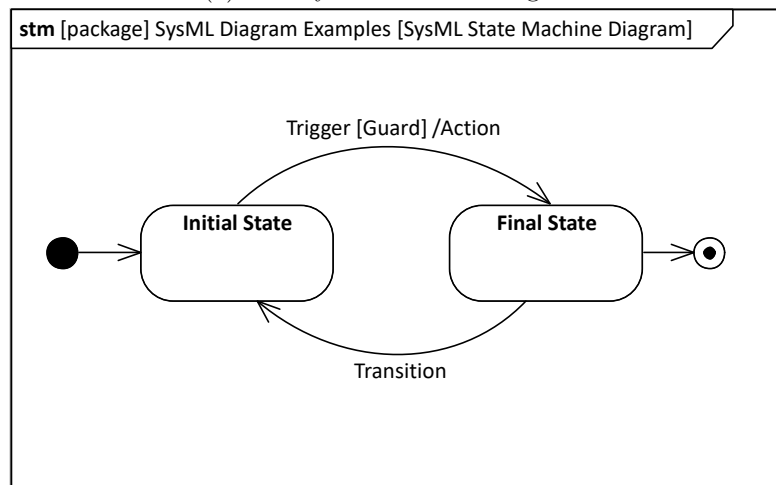 stm [package] SysML Diagram Examples [SysML State Machine Diagram]
Trigger [Guard] /Action
Initial State
Final State
Transition